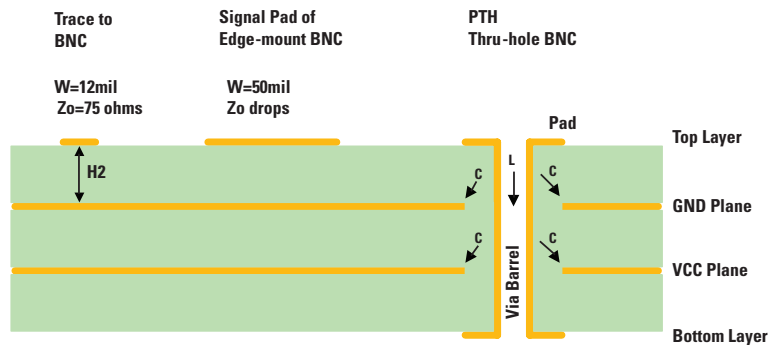 Trace to
BNC
W=12mil
Zo=75 ohms
Signal Pad of
Edge-mount BNC
W=50mil
Zo drops
PTH
Thru-hole BNC
Pad
Top Layer
H2
C
L
C
GND Plane
C
C
VCC Plane
Via Barrel
Bottom Layer